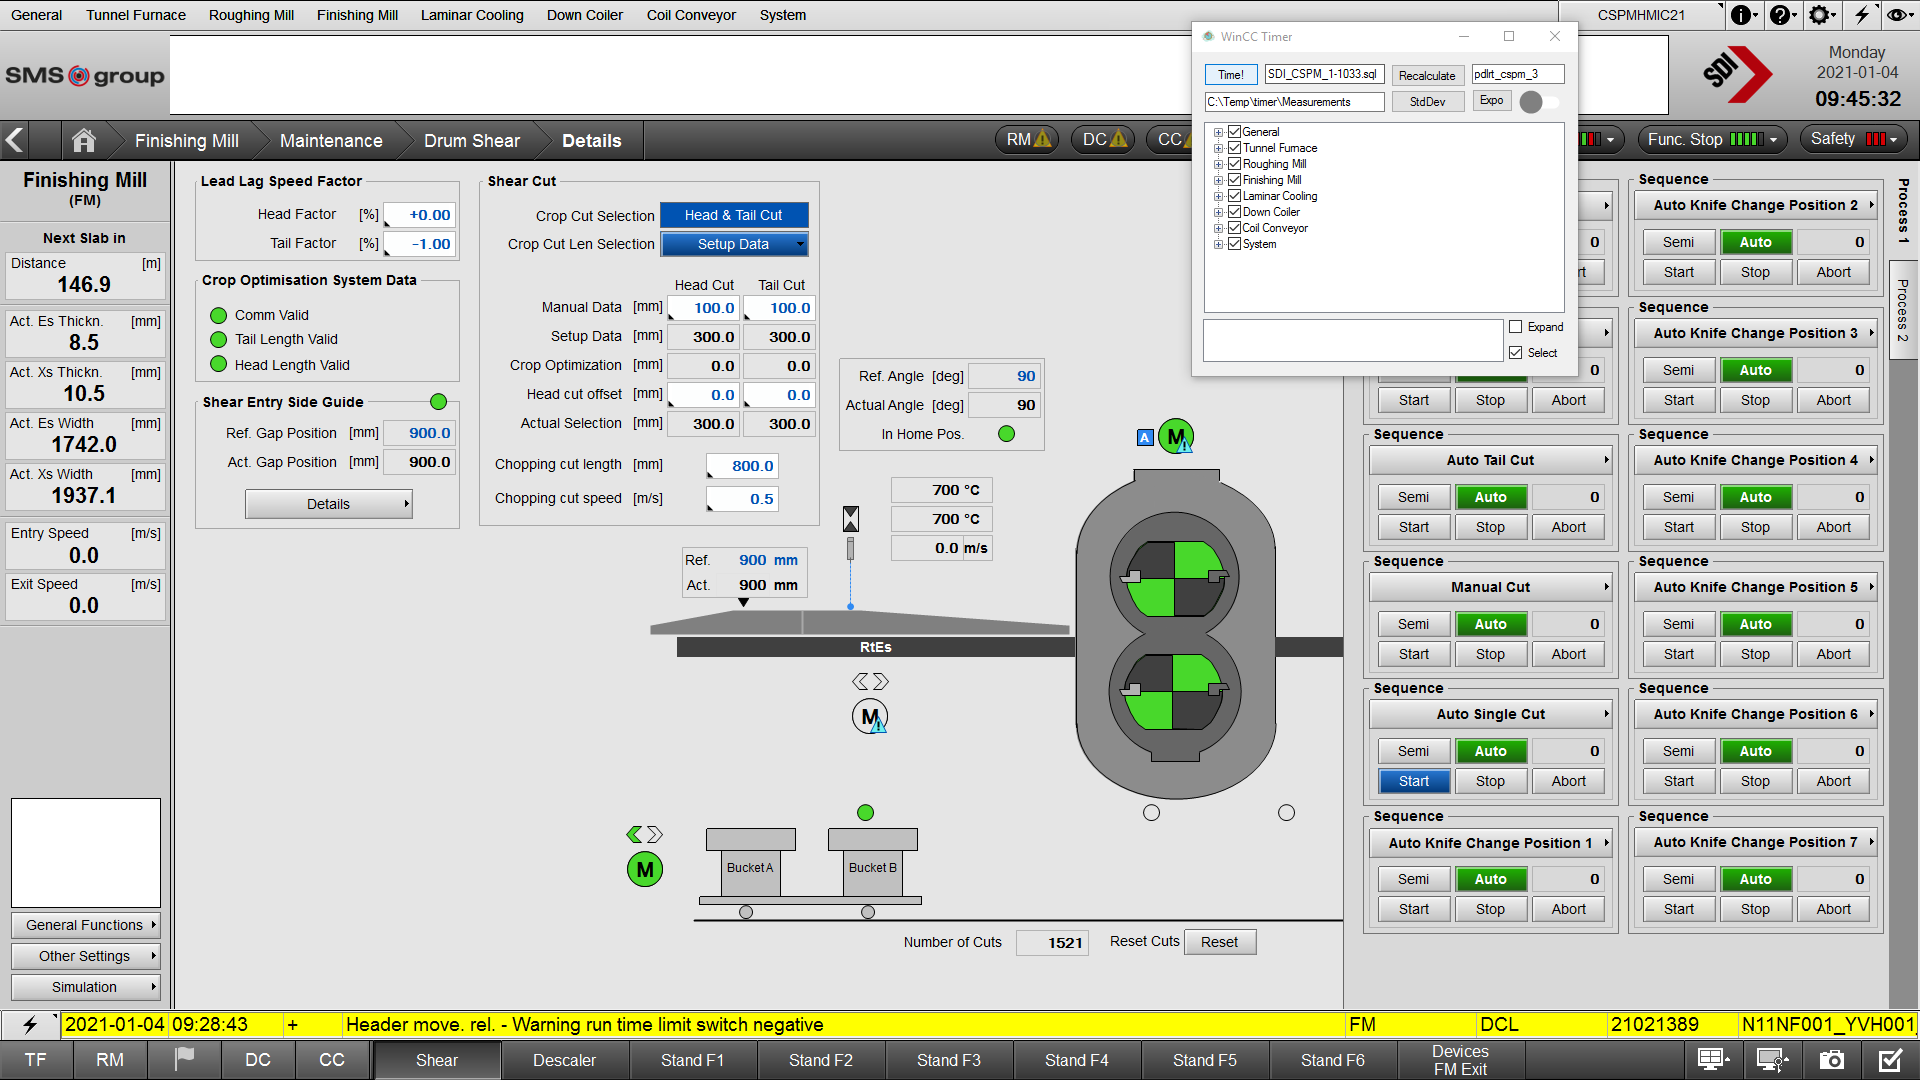 General Tunnel Furnace Roughing Mill Finishing Mill Laminar Cooling Down Coiler Coil Conveyor System CSPMHMIC21
SMS group
SDI
Monday
2021-01-04
09:45:32
WinCC Timer
Time! SDI_CSPM_1-1033.sql Recalculate pdlrt_cspm_3
C:\Temp\timer\Measurements StdDev Expo
General
Tunnel Furnace
Roughing Mill
Finishing Mill
Laminar Cooling
Down Coiler
Coil Conveyor
System
Expand
Select
Finishing Mill Maintenance Drum Shear Details RM DC CC Func. Stop Safety
Finishing Mill
(FM)
Next Slab in
Distance [m]
146.9
Act. Es Thickn. [mm]
8.5
Act. Xs Thickn. [mm]
10.5
Act. Es Width [mm]
1742.0
Act. Xs Width [mm]
1937.1
Entry Speed [m/s]
0.0
Exit Speed [m/s]
0.0
General Functions
Other Settings
Simulation
Lead Lag Speed Factor
Head Factor [%] +0.00
Tail Factor [%] -1.00
Crop Optimisation System Data
Comm Valid
Tail Length Valid
Head Length Valid
Shear Entry Side Guide
Ref. Gap Position [mm] 900.0
Act. Gap Position [mm] 900.0
Details
Shear Cut
Crop Cut Selection Head & Tail Cut
Crop Cut Len Selection Setup Data
Head Cut Tail Cut
Manual Data [mm] 100.0 100.0
Setup Data [mm] 300.0 300.0
Crop Optimization [mm] 0.0 0.0
Head cut offset [mm] 0.0 0.0
Actual Selection [mm] 300.0 300.0
Chopping cut length [mm] 800.0
Chopping cut speed [m/s] 0.5
Ref. Angle [deg] 90
Actual Angle [deg] 90
In Home Pos.
A M
700 °C
700 °C
0.0 m/s
Ref. 900 mm
Act. 900 mm
RtEs
M
M
Bucket A Bucket B
Number of Cuts 1521 Reset Cuts Reset
0
rt
0
Start Stop Abort
Sequence
Auto Tail Cut
Semi Auto 0
Start Stop Abort
Sequence
Manual Cut
Semi Auto 0
Start Stop Abort
Sequence
Auto Single Cut
Semi Auto 0
Start Stop Abort
Sequence
Auto Knife Change Position 1
Semi Auto 0
Start Stop Abort
Sequence
Auto Knife Change Position 2
Semi Auto 0
Start Stop Abort
Sequence
Auto Knife Change Position 3
Semi Auto 0
Start Stop Abort
Sequence
Auto Knife Change Position 4
Semi Auto 0
Start Stop Abort
Sequence
Auto Knife Change Position 5
Semi Auto 0
Start Stop Abort
Sequence
Auto Knife Change Position 6
Semi Auto 0
Start Stop Abort
Sequence
Auto Knife Change Position 7
Semi Auto 0
Start Stop Abort
Process 1
Process 2
2021-01-04 09:28:43 + Header move. rel. - Warning run time limit switch negative FM DCL 21021389 N11NF001_YVH001
TF RM DC CC Shear Descaler Stand F1 Stand F2 Stand F3 Stand F4 Stand F5 Stand F6 Devices
FM Exit